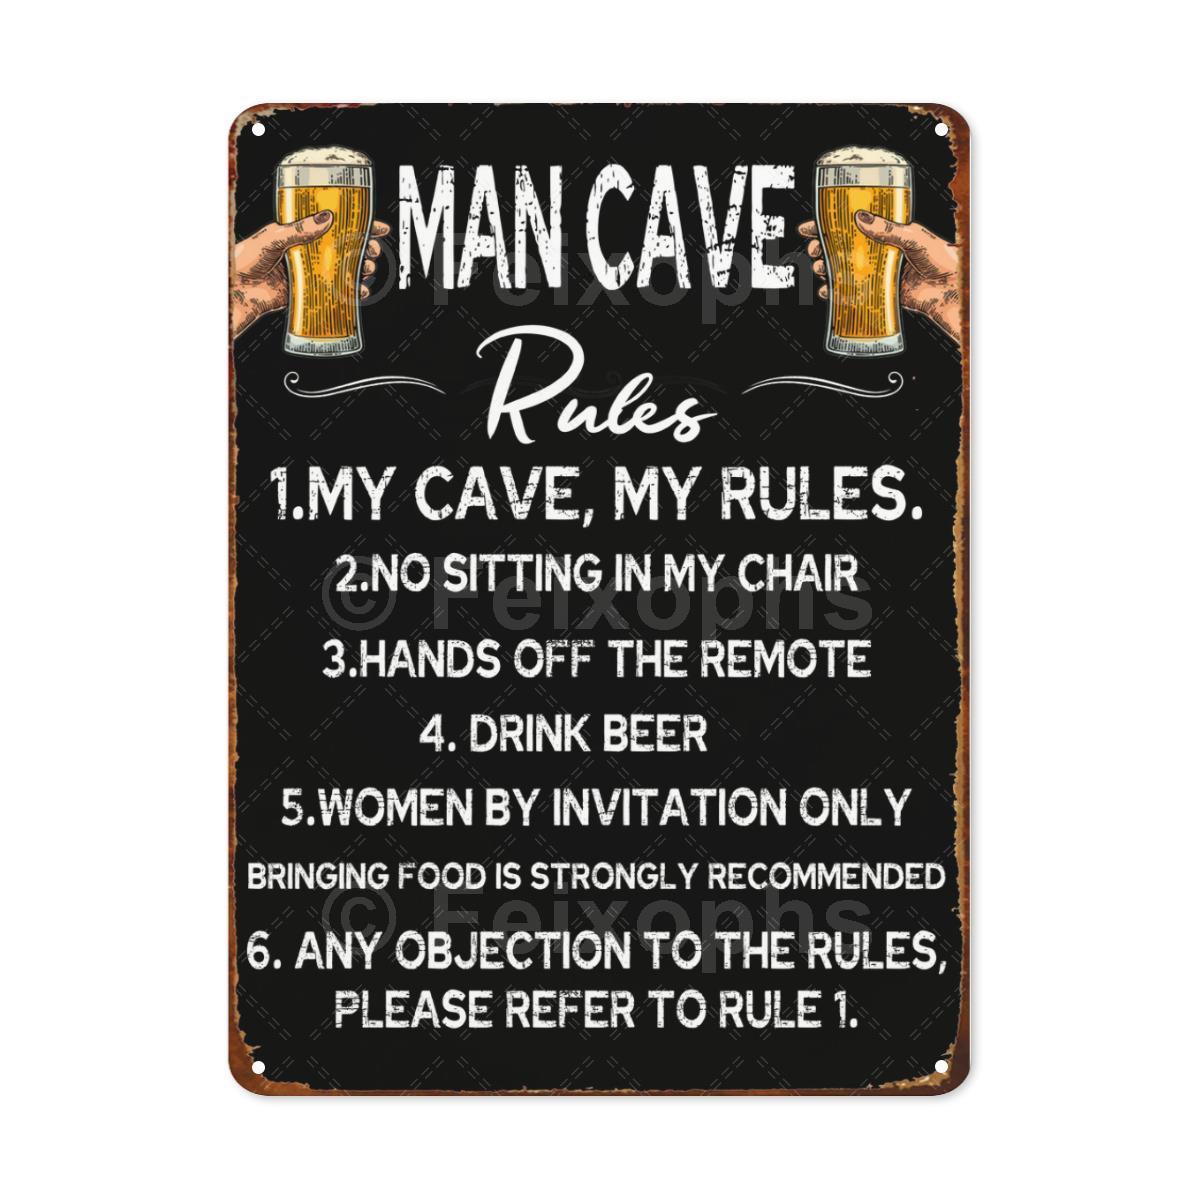 MAN CAVE
Rules
1.MY CAVE, MY RULES.
2.NO SITTING IN MY CHAIR
3.HANDS OFF THE REMOTE
4. DRINK BEER
5.WOMEN BY INVITATION ONLY
BRINGING FOOD IS STRONGLY RECOMMENDED
6. ANY OBJECTION TO THE RULES,
PLEASE REFER TO RULE 1.
© Feixophs
© Feixophs
© Feixophs